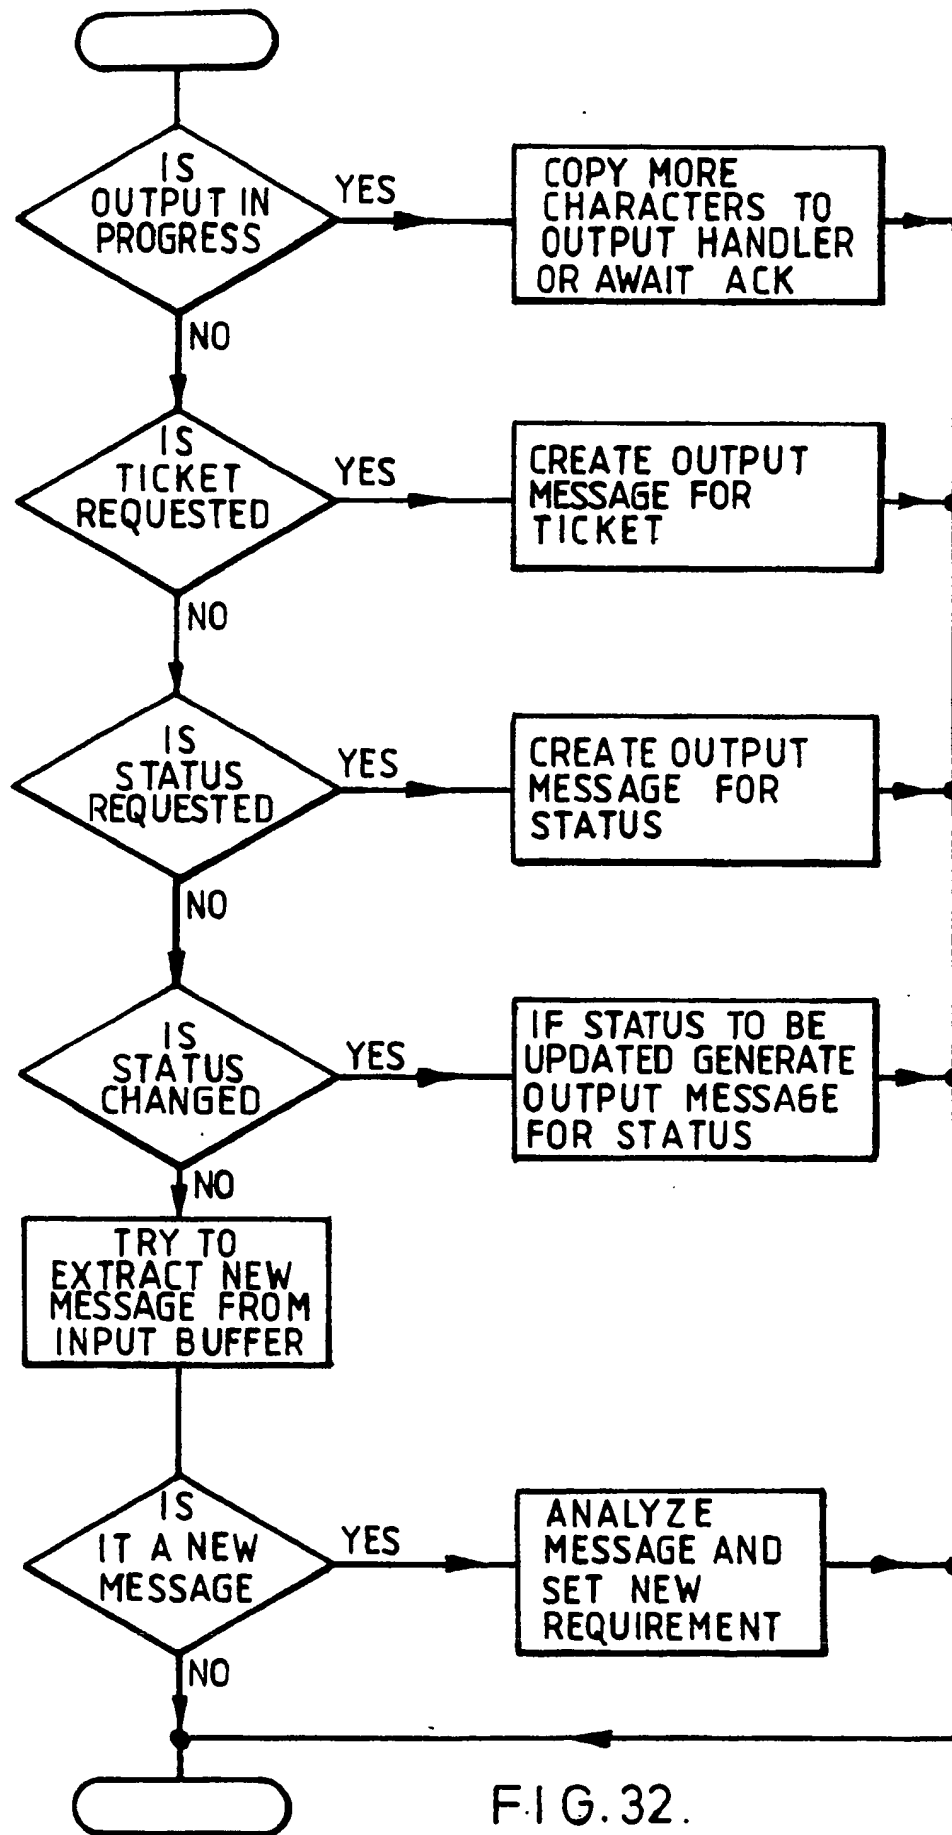 IS
OUTPUT IN
PROGRESS
YES
COPY MORE
CHARACTERS TO
OUTPUT HANDLER
OR AWAIT ACK
NO
IS
TICKET
REQUESTED
YES
CREATE OUTPUT
MESSAGE FOR
TICKET
NO
IS
STATUS
REQUESTED
YES
CREATE OUTPUT
MESSAGE FOR
STATUS
NO
IS
STATUS
CHANGED
YES
IF STATUS TO BE
UPDATED GENERATE
OUTPUT MESSAGE
FOR STATUS
NO
TRY TO
EXTRACT NEW
MESSAGE FROM
INPUT BUFFER
IS
IT A NEW
MESSAGE
YES
ANALYZE
MESSAGE AND
SET NEW
REQUIREMENT
NO
FIG.32.